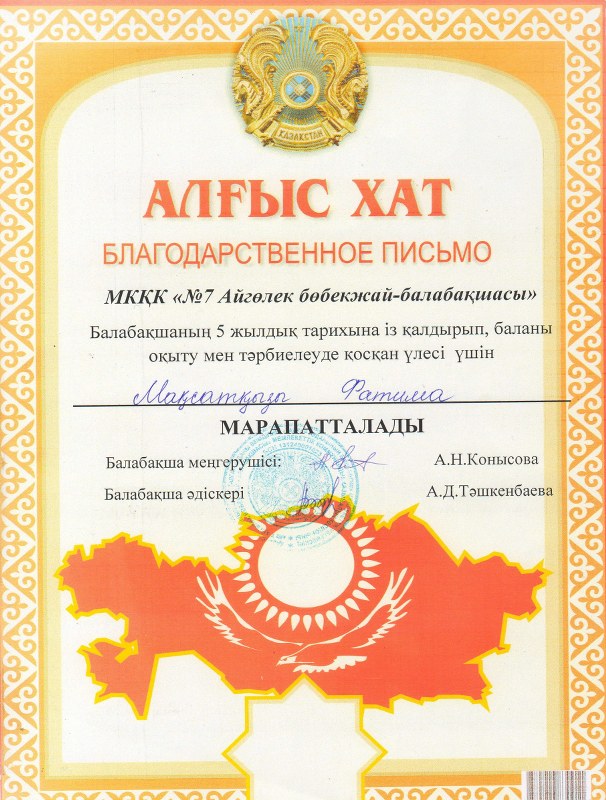 ҚАЗАҚСТАН
АЛҒЫС ХАТ
БЛАГОДАРСТВЕННОЕ ПИСЬМО
МКҚК «№7 Айгөлек бөбекжай-балабақшасы»
Балабақшаның 5 жылдық тарихына із қалдырып, баланы
оқыту мен тәрбиелеуде қосқан үлесі үшін
Мақсатқызы Фатима
МАРАПАТТАЛАДЫ
Балабақша меңгерушісі: А.Н.Конысова
Балабақша әдіскері А.Д.Тәшкенбаева